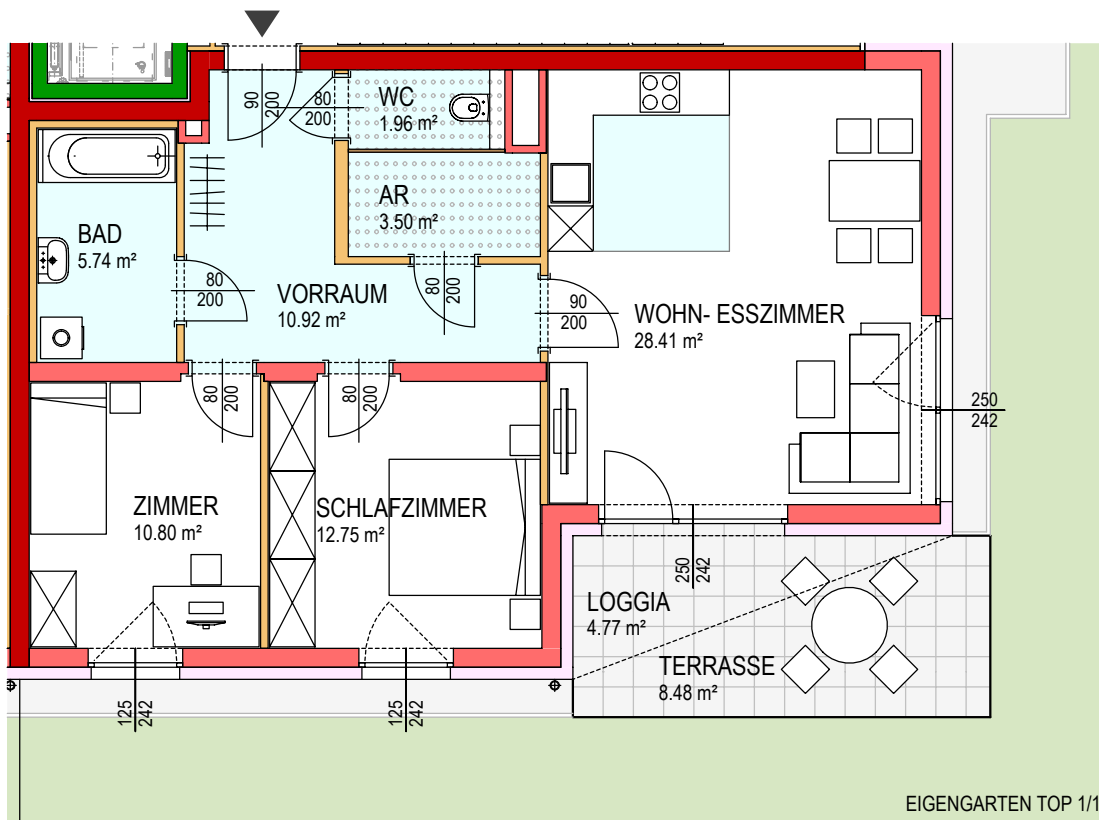 90
200
80
200
WC
1.96 m²
AR
3.50 m²
BAD
5.74 m²
80
200
VORRAUM
10.92 m²
80
200
90
200
WOHN- ESSZIMMER
28.41 m²
80
200
80
200
250
242
ZIMMER
10.80 m²
SCHLAFZIMMER
12.75 m²
250
242
LOGGIA
4.77 m²
TERRASSE
8.48 m²
125
242
125
242
EIGENGARTEN TOP 1/1